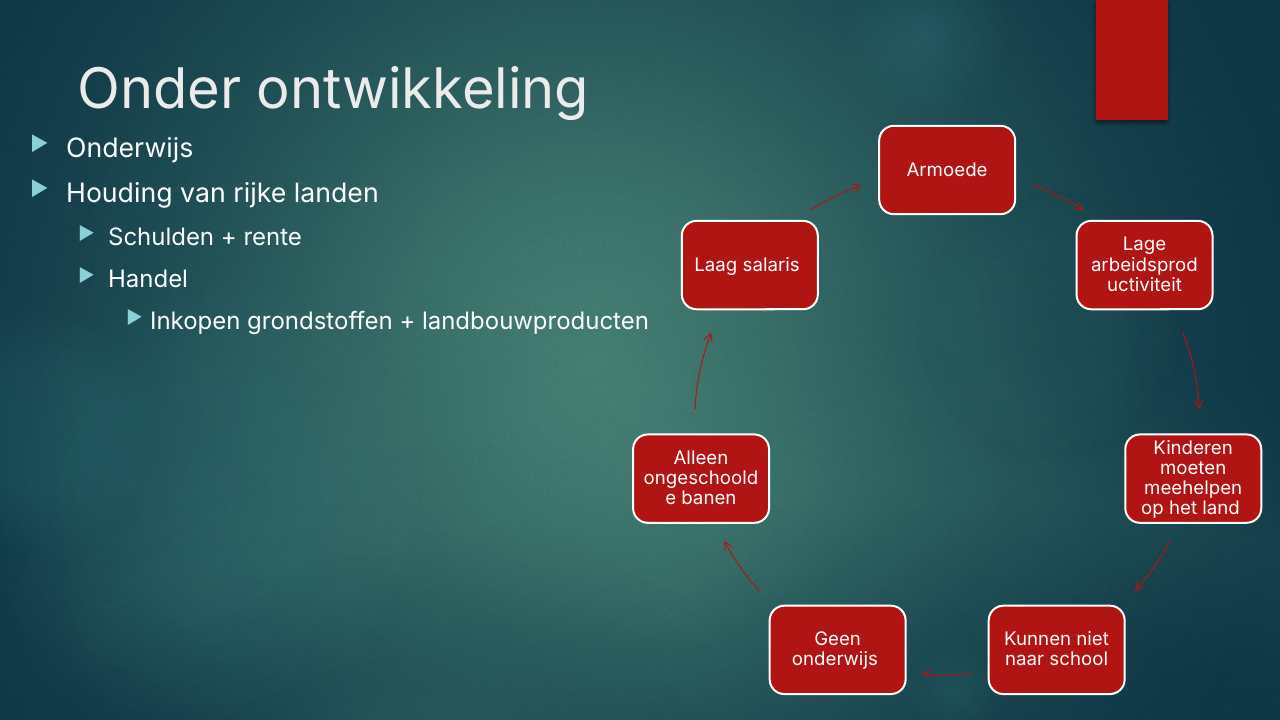 Onder ontwikkeling
Onderwijs
Houding van rijke landen
Schulden + rente
Handel
Inkopen grondstoffen + landbouwproducten
Armoede
Lage
arbeidsprod
uctiviteit
Kinderen
moeten
meehelpen
op het land
Kunnen niet
naar school
Geen
onderwijs
Alleen
ongeschoold
e banen
Laag salaris